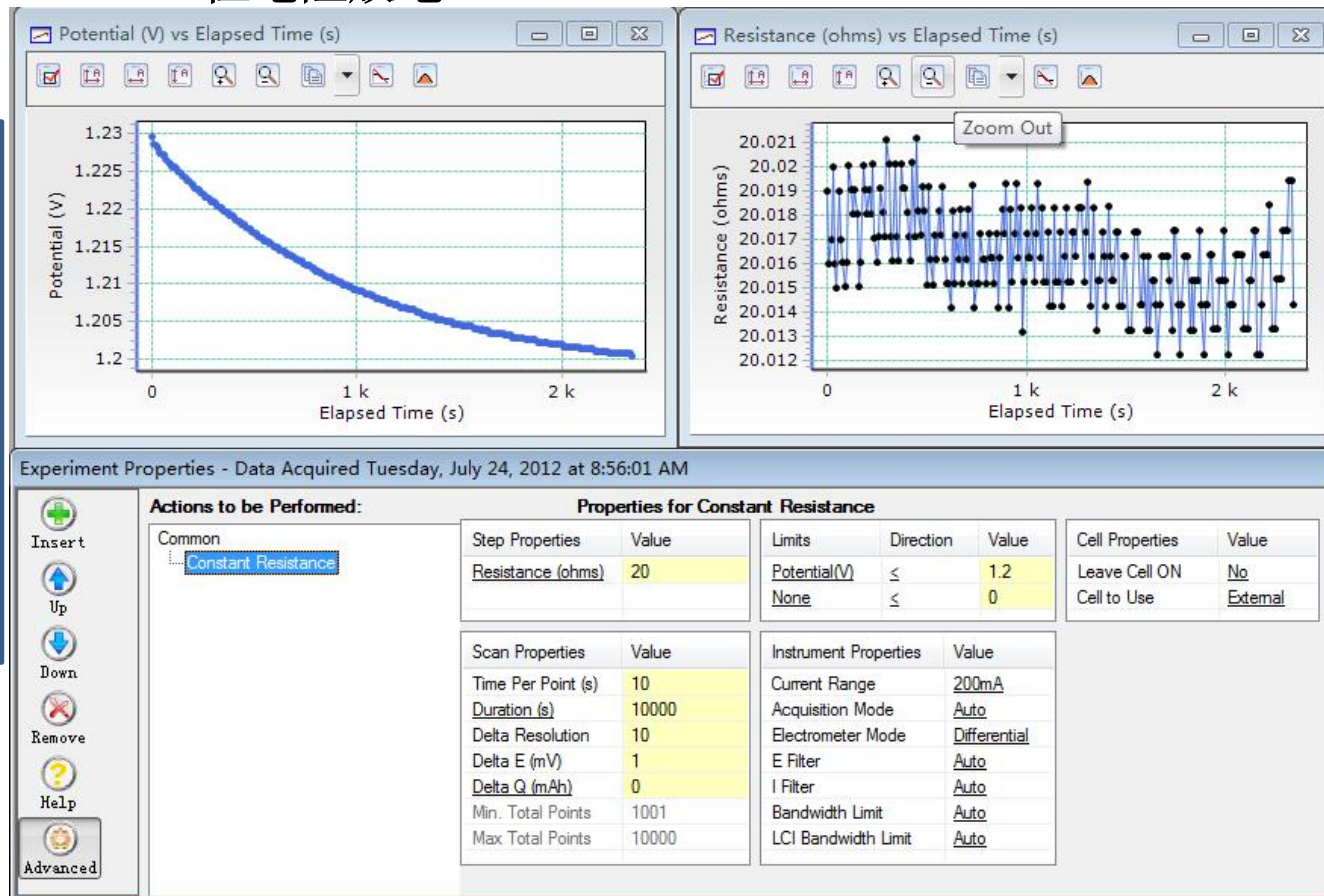 Potential (V) vs Elapsed Time (s)
1.23
1.225
1.22
1.215
1.21
1.205
1.2
Potential (V)
0 1 k 2 k
Elapsed Time (s)
Resistance (ohms) vs Elapsed Time (s)
Zoom Out
20.021
20.02
20.019
20.018
20.017
20.016
20.015
20.014
20.013
20.012
Resistance (ohms)
0 1 k 2 k
Elapsed Time (s)
Experiment Properties - Data Acquired Tuesday, July 24, 2012 at 8:56:01 AM
Insert
Up
Down
Remove
Help
Advanced
Actions to be Performed:
Common
Constant Resistance
Properties for Constant Resistance
Step Properties Value
Resistance (ohms) 20
Limits Direction Value
Potential(V) < 1.2
None < 0
Cell Properties Value
Leave Cell ON No
Cell to Use External
Scan Properties Value
Time Per Point (s) 10
Duration (s) 10000
Delta Resolution 10
Delta E (mV) 1
Delta Q (mAh) 0
Min. Total Points 1001
Max Total Points 10000
Instrument Properties Value
Current Range 200mA
Acquisition Mode Auto
Electrometer Mode Differential
E Filter Auto
I Filter Auto
Bandwidth Limit Auto
LCI Bandwidth Limit Auto